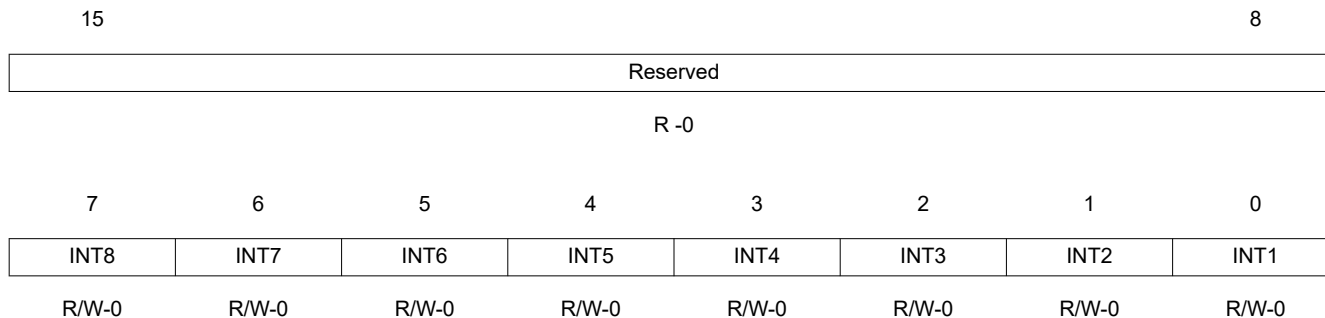 15 8
Reserved
R -0
7 6 5 4 3 2 1 0
INT8 INT7 INT6 INT5 INT4 INT3 INT2 INT1
R/W-0 R/W-0 R/W-0 R/W-0 R/W-0 R/W-0 R/W-0 R/W-0